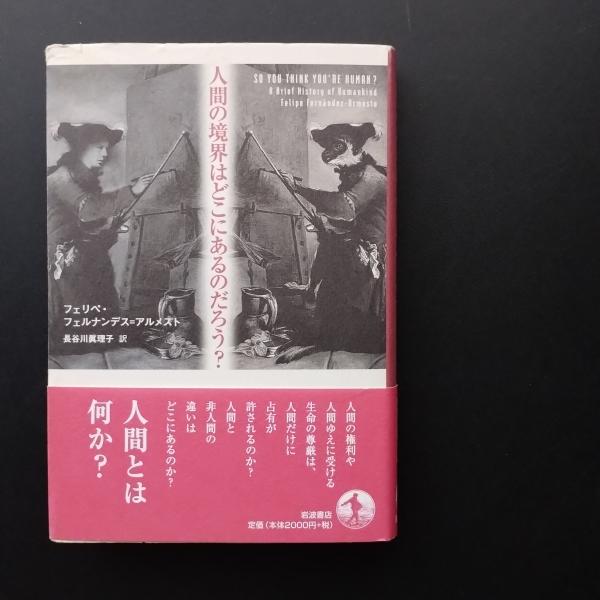 SO YOU THINK YOU'RE HUMAN?
A Brief History of Humankind
Felipe Fernández-Armesto
人間の境界はどこにあるのだろう?
フェリペ・
フェルナンデス=アルメスト
長谷川眞理子 訳
人間の権利や
人間ゆえに受ける
生命の尊厳は、
人間だけに
占有が
許されるのか?
人間と
非人間の
違いは
どこにあるのか?
人間とは
何か?
岩波書店
定価(本体2000円+税)